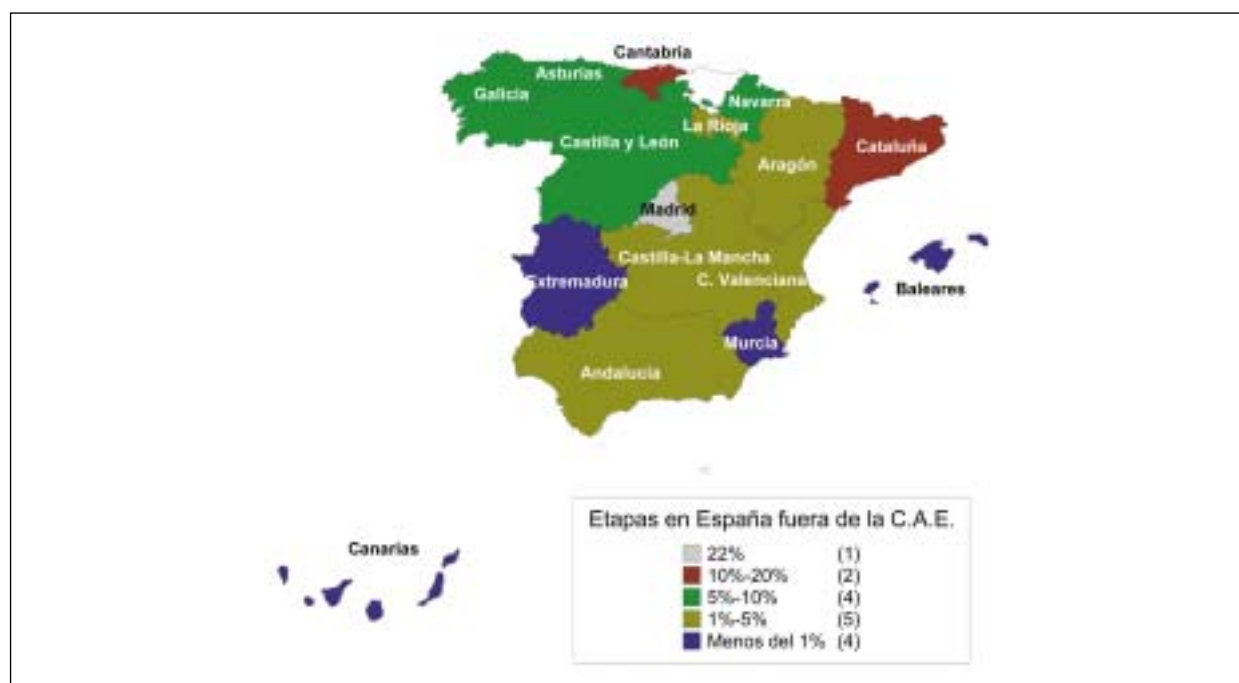 Cantabria
Asturias
Galicia
Navarra
La Rioja
Castilla y León
Cataluña
Aragón
Madrid
Castilla-La Mancha
Extremadura
C. Valenciana
Baleares
Murcia
Andalucía
Etapas en España fuera de la C.A.E.
Canarias
22% (1)
10%-20% (2)
5%-10% (4)
1%-5% (5)
Menos del 1% (4)